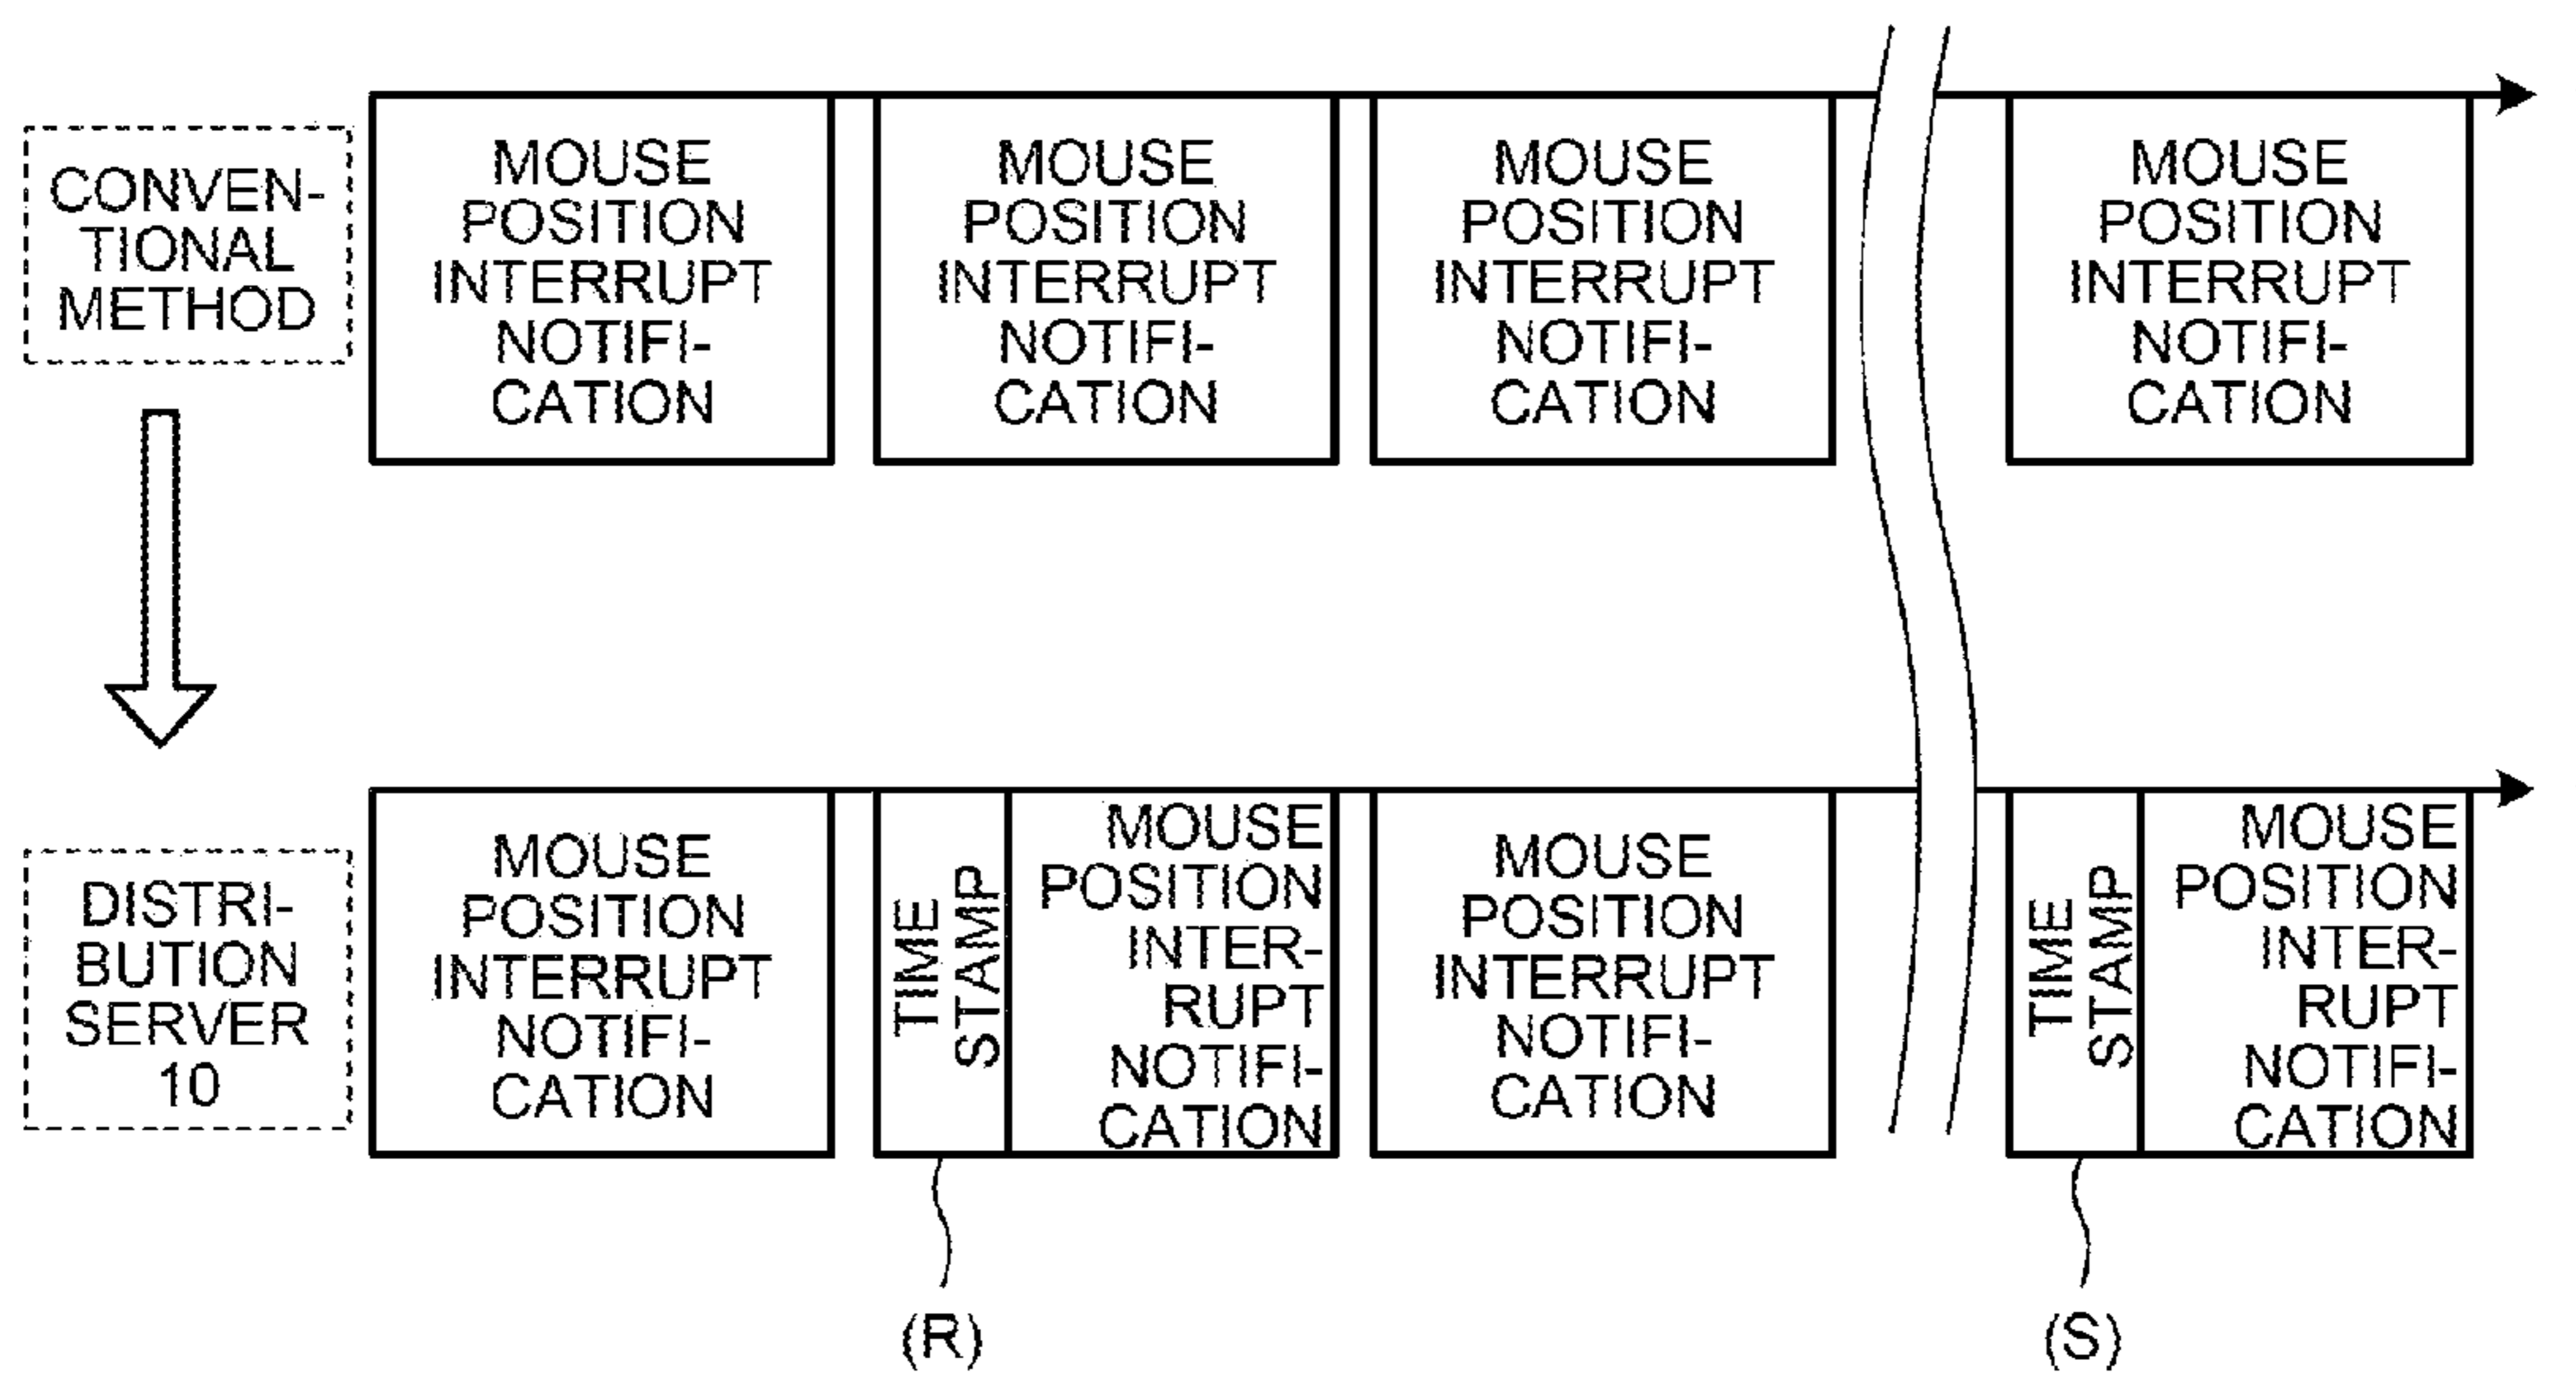 CONVEN-
TIONAL
METHOD
MOUSE
POSITION
INTERRUPT
NOTIFI-
CATION
MOUSE
POSITION
INTERRUPT
NOTIFI-
CATION
MOUSE
POSITION
INTERRUPT
NOTIFI-
CATION
MOUSE
POSITION
INTERRUPT
NOTIFI-
CATION
DISTRI-
BUTION
SERVER
10
MOUSE
POSITION
INTERRUPT
NOTIFI-
CATION
TIME
STAMP
MOUSE
POSITION
INTER-
RUPT
NOTIFI-
CATION
MOUSE
POSITION
INTERRUPT
NOTIFI-
CATION
TIME
STAMP
MOUSE
POSITION
INTER-
RUPT
NOTIFI-
CATION
(R)
(S)